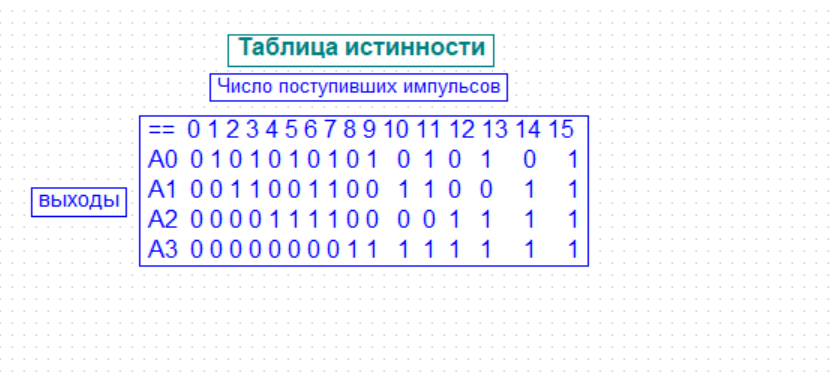 Таблица истинности
Число поступивших импульсов
== 0 1 2 3 4 5 6 7 8 9 10 11 12 13 14 15
A0 0 1 0 1 0 1 0 1 0 1 0 1 0 1 0 1
A1 0 0 1 1 0 0 1 1 0 0 1 1 0 0 1 1
выходы
A2 0 0 0 0 1 1 1 1 0 0 0 0 1 1 1 1
A3 0 0 0 0 0 0 0 0 1 1 1 1 1 1 1 1